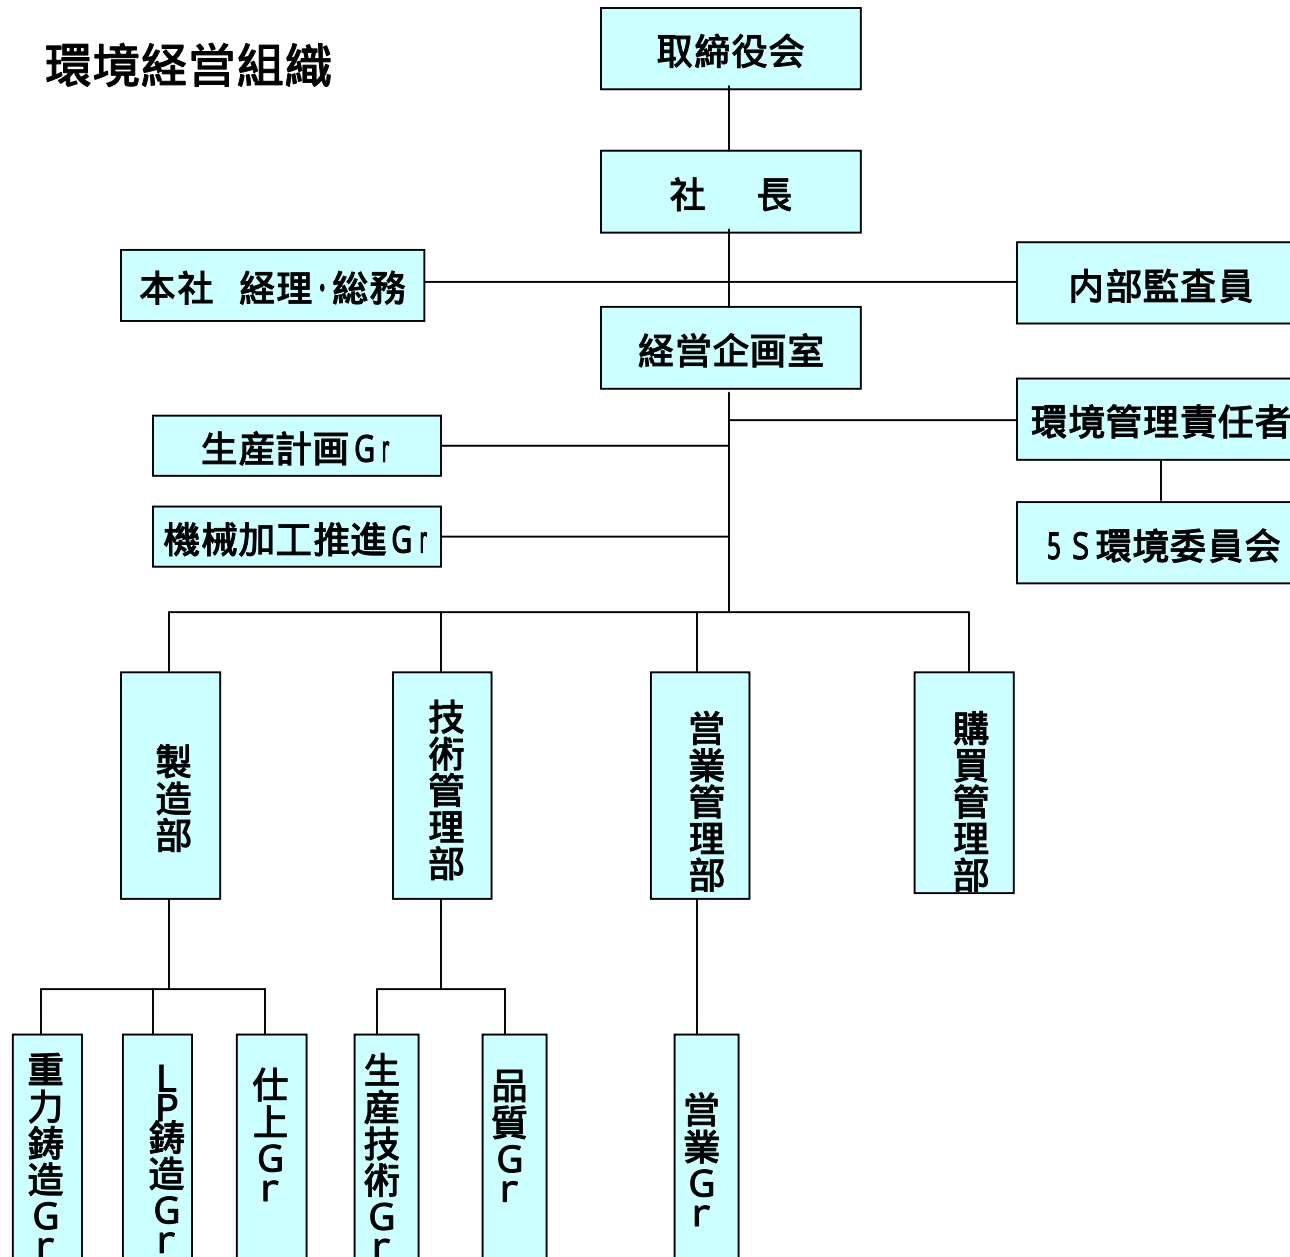 環境経営組織
取締役会
社　長
本社 経理･総務
内部監査員
経営企画室
環境管理責任者
生産計画Gr
機械加工推進Gr
5S環境委員会
製造部
技術管理部
営業管理部
購買管理部
重力鋳造Gr
LP鋳造Gr
仕上Gr
生産技術Gr
品質Gr
営業Gr